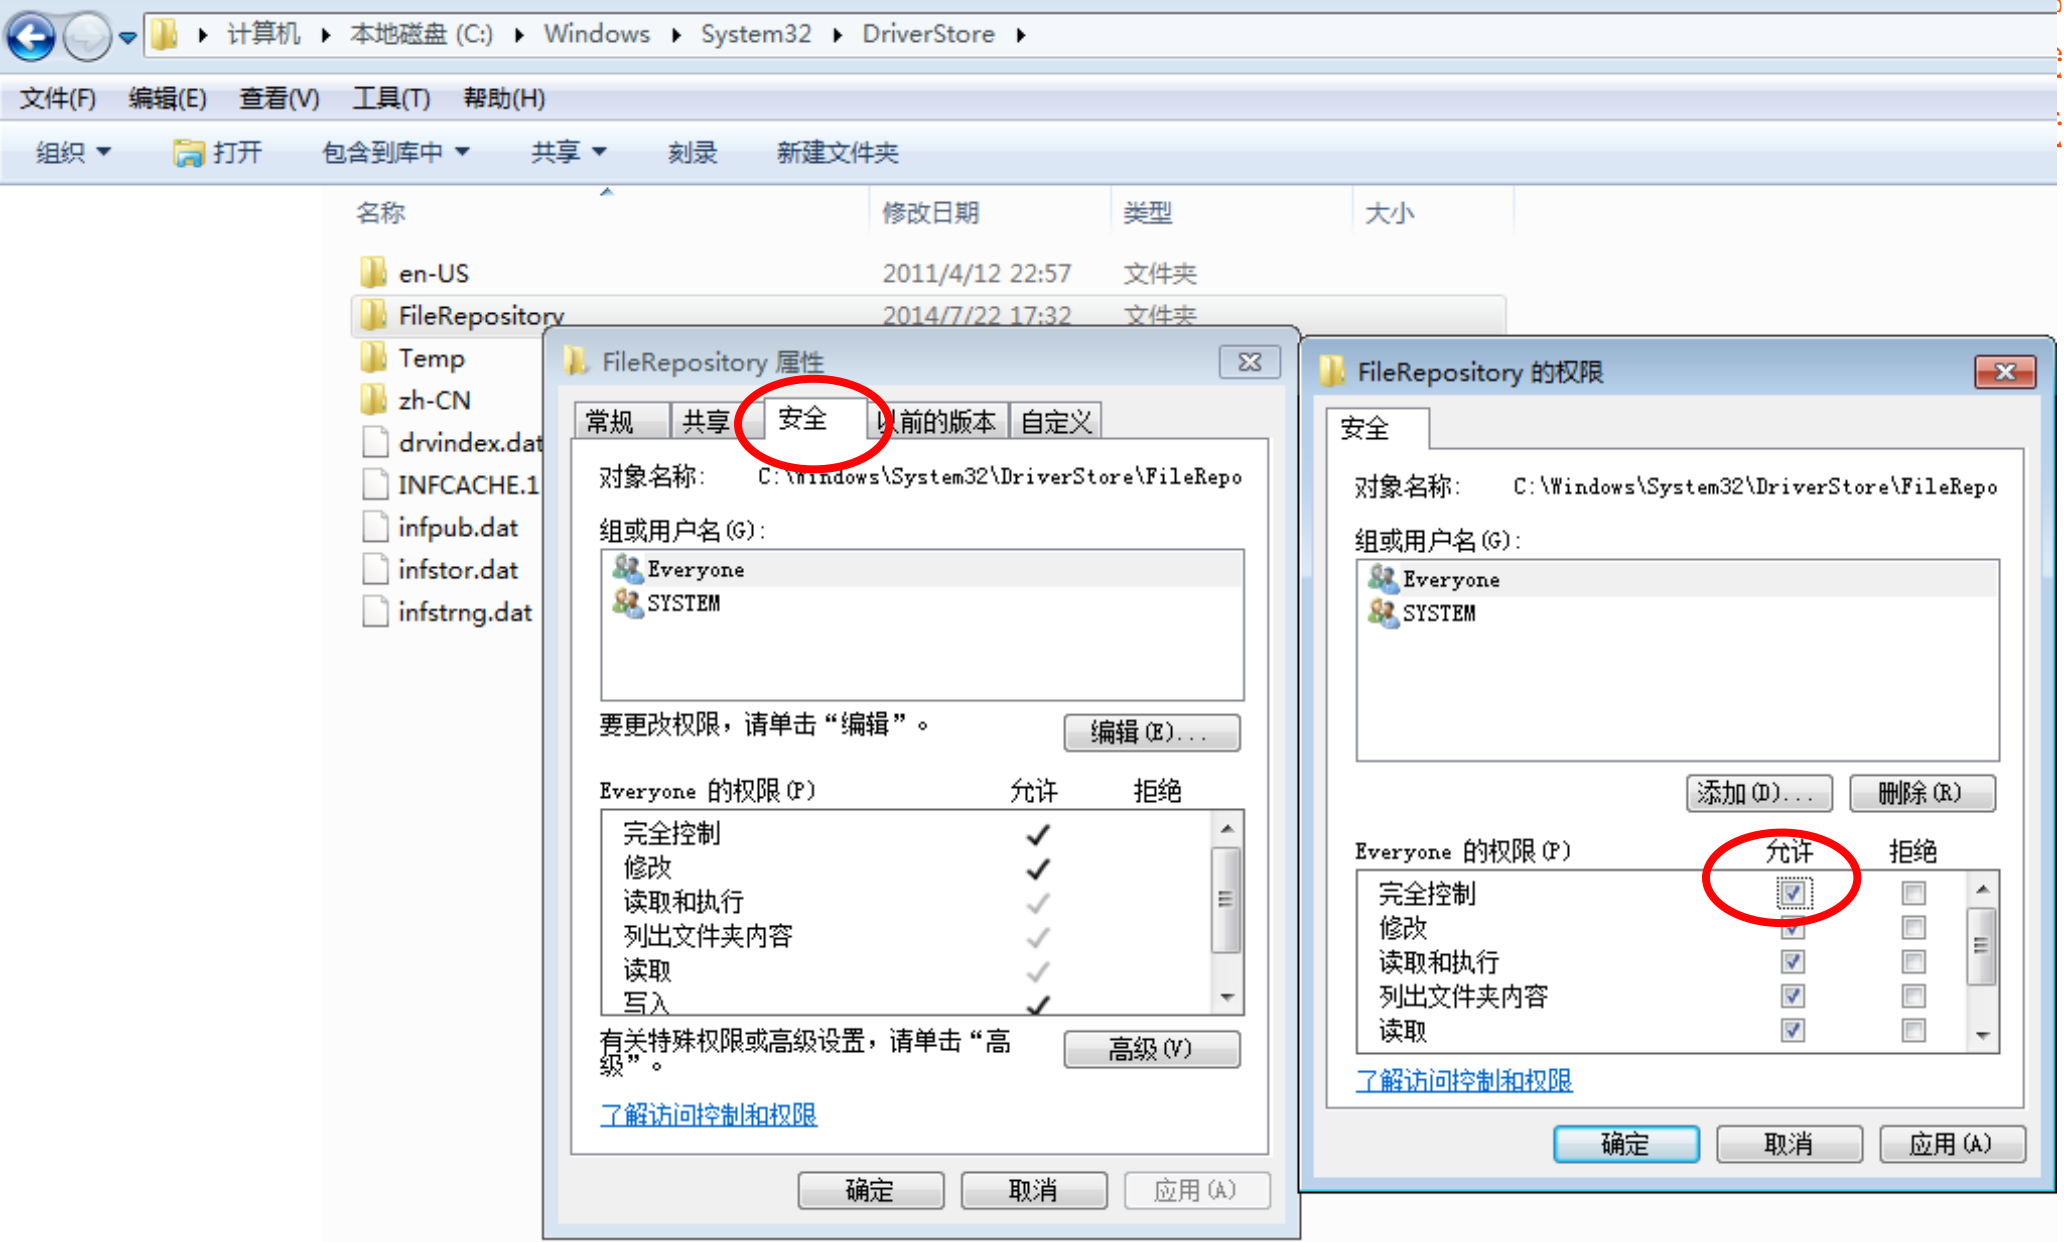 计算机 ▸ 本地磁盘 (C:) ▸ Windows ▸ System32 ▸ DriverStore ▸
文件(F) 编辑(E) 查看(V) 工具(T) 帮助(H)
组织 打开 包含到库中 共享 刻录 新建文件夹
名称 修改日期 类型 大小
en-US 2011/4/12 22:57 文件夹
FileRepository 2014/7/22 17:32 文件夹
Temp
zh-CN
drvindex.dat
INFCACHE.1
infpub.dat
infstor.dat
infstrng.dat
FileRepository 属性
常规 共享 安全 以前的版本 自定义
对象名称: C:\Windows\System32\DriverStore\FileRepo
组或用户名(G):
Everyone
SYSTEM
要更改权限，请单击“编辑”。
编辑(E)...
Everyone 的权限(P) 允许 拒绝
完全控制
修改
读取和执行
列出文件夹内容
读取
写入
有关特殊权限或高级设置，请单击“高
级”。
高级(V)
了解访问控制和权限
确定 取消 应用(A)
FileRepository 的权限
安全
对象名称: C:\Windows\System32\DriverStore\FileRepo
组或用户名(G):
Everyone
SYSTEM
添加(D)... 删除(R)
Everyone 的权限(P) 允许 拒绝
完全控制
修改
读取和执行
列出文件夹内容
读取
了解访问控制和权限
确定 取消 应用(A)